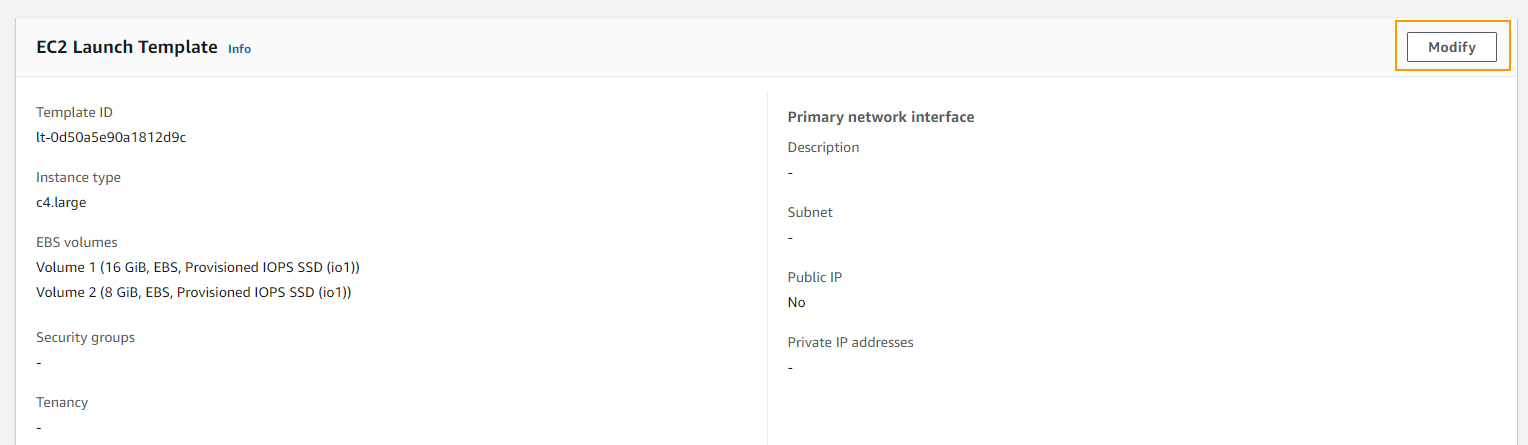 EC2 Launch Template Info
Modify
Template ID
lt-0d50a5e90a1812d9c
Instance type
c4.large
EBS volumes
Volume 1 (16 GiB, EBS, Provisioned IOPS SSD (io1))
Volume 2 (8 GiB, EBS, Provisioned IOPS SSD (io1))
Security groups
-
Tenancy
-
Primary network interface
Description
-
Subnet
-
Public IP
No
Private IP addresses
-